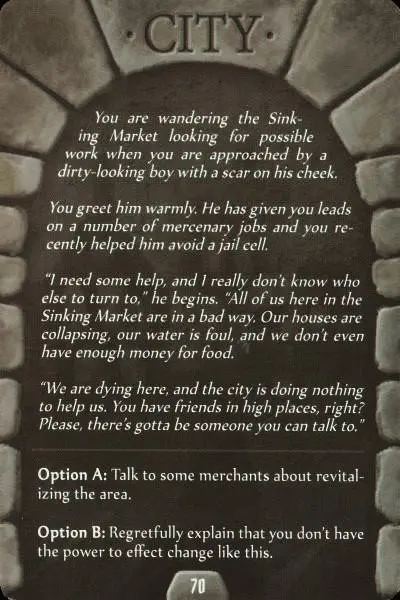 · CITY ·
You are wandering the Sink-
ing Market looking for possible
work when you are approached by a
dirty-looking boy with a scar on his cheek.
You greet him warmly. He has given you leads
on a number of mercenary jobs and you re-
cently helped him avoid a jail cell.
“I need some help, and I really don’t know who
else to turn to,” he begins. “All of us here in the
Sinking Market are in a bad way. Our houses are
collapsing, our water is foul, and we don’t even
have enough money for food.
“We are dying here, and the city is doing nothing
to help us. You have friends in high places, right?
Please, there’s gotta be someone you can talk to.”
Option A: Talk to some merchants about revital-
izing the area.
Option B: Regretfully explain that you don’t have
the power to effect change like this.
70